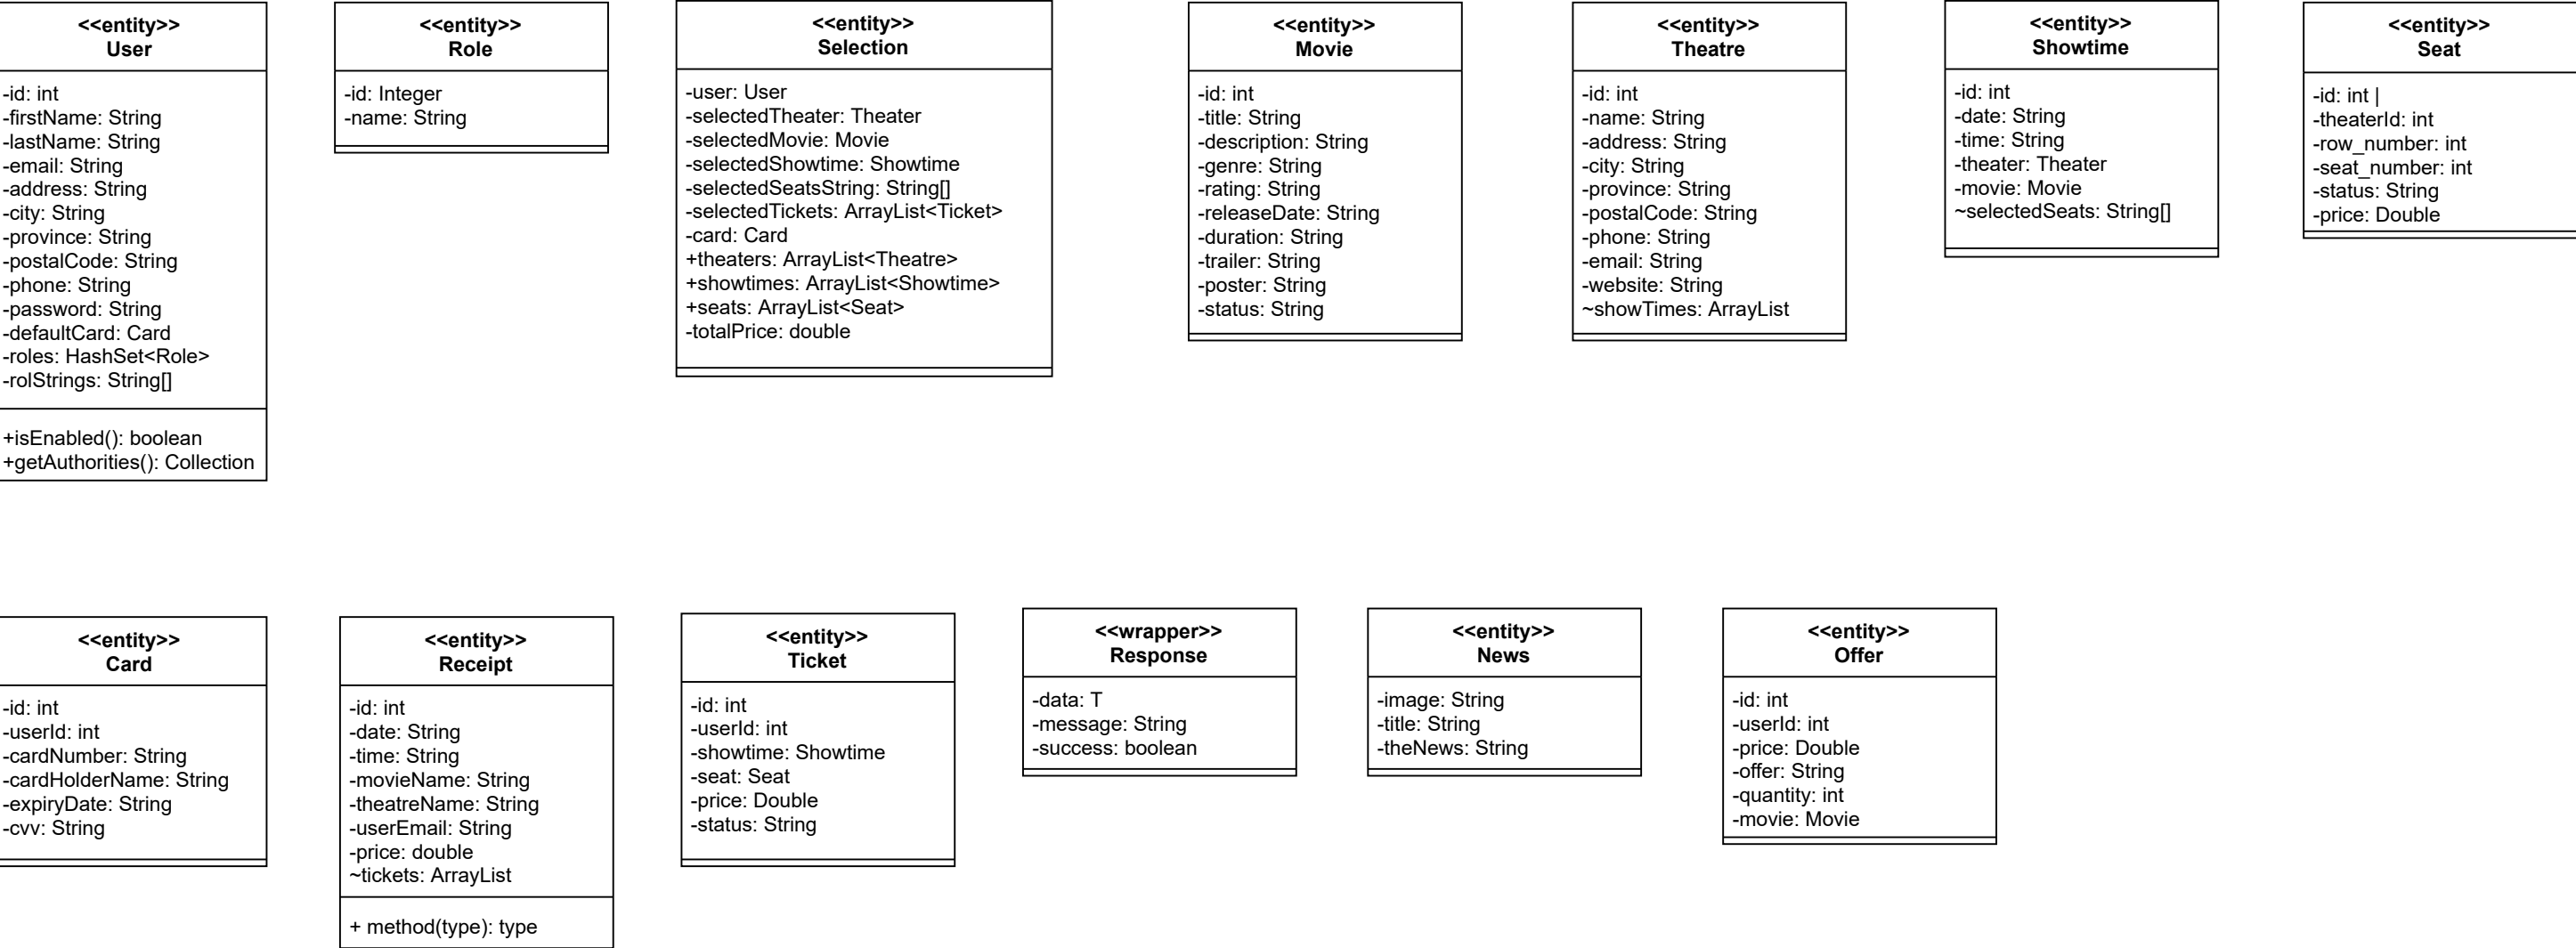 <<entity>>
User
-id: int
-firstName: String
-lastName: String
-email: String
-address: String
-city: String
-province: String
-postalCode: String
-phone: String
-password: String
-defaultCard: Card
-roles: HashSet<Role>
-rolStrings: String[]
+isEnabled(): boolean
+getAuthorities(): Collection
<<entity>>
Role
-id: Integer
-name: String
<<entity>>
Selection
-user: User
-selectedTheater: Theater
-selectedMovie: Movie
-selectedShowtime: Showtime
-selectedSeatsString: String[]
-selectedTickets: ArrayList<Ticket>
-card: Card
+theaters: ArrayList<Theatre>
+showtimes: ArrayList<Showtime>
+seats: ArrayList<Seat>
-totalPrice: double
<<entity>>
Movie
-id: int
-title: String
-description: String
-genre: String
-rating: String
-releaseDate: String
-duration: String
-trailer: String
-poster: String
-status: String
<<entity>>
Theatre
-id: int
-name: String
-address: String
-city: String
-province: String
-postalCode: String
-phone: String
-email: String
-website: String
~showTimes: ArrayList
<<entity>>
Showtime
-id: int
-date: String
-time: String
-theater: Theater
-movie: Movie
~selectedSeats: String[]
<<entity>>
Seat
-id: int |
-theaterId: int
-row_number: int
-seat_number: int
-status: String
-price: Double
<<entity>>
Card
-id: int
-userId: int
-cardNumber: String
-cardHolderName: String
-expiryDate: String
-cvv: String
<<entity>>
Receipt
-id: int
-date: String
-time: String
-movieName: String
-theatreName: String
-userEmail: String
-price: double
~tickets: ArrayList
+ method(type): type
<<entity>>
Ticket
-id: int
-userId: int
-showtime: Showtime
-seat: Seat
-price: Double
-status: String
<<wrapper>>
Response
-data: T
-message: String
-success: boolean
<<entity>>
News
-image: String
-title: String
-theNews: String
<<entity>>
Offer
-id: int
-userId: int
-price: Double
-offer: String
-quantity: int
-movie: Movie